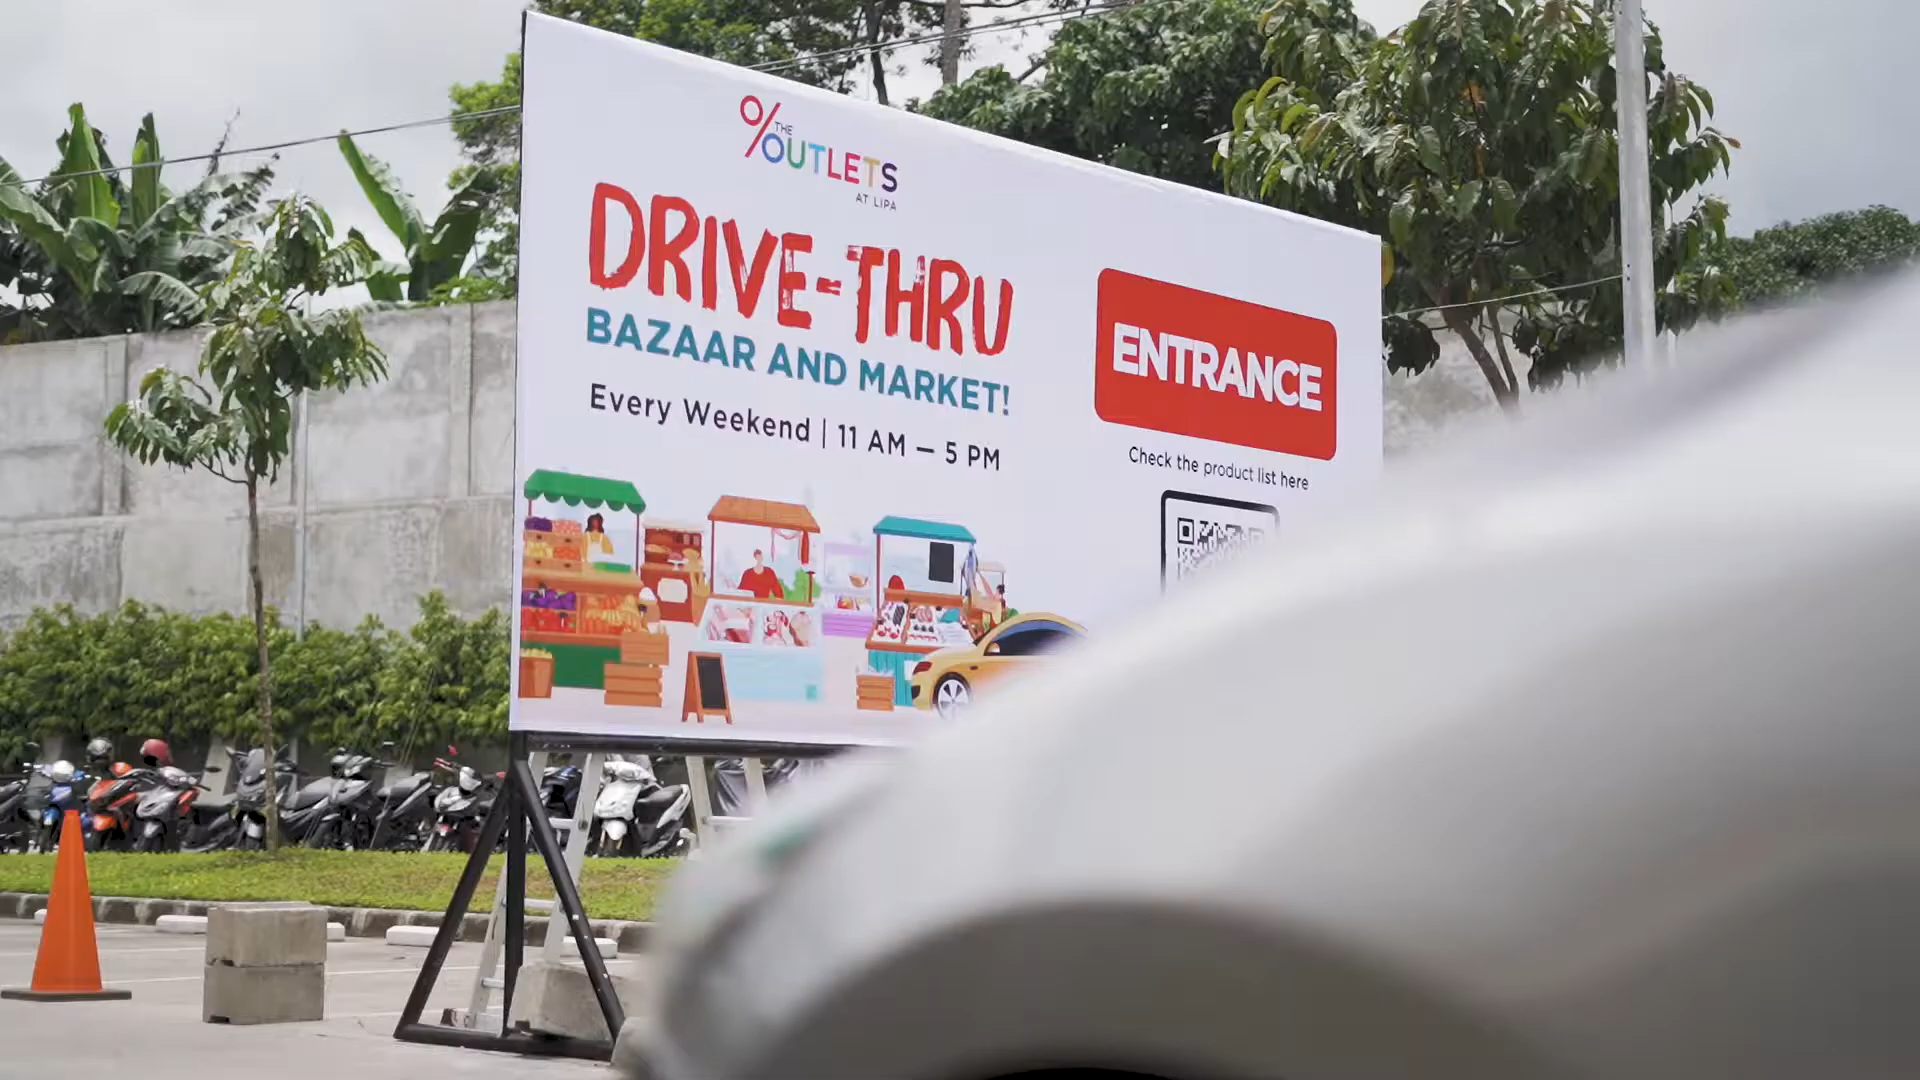 THE
%OUTLETS
AT LIPA
DRIVE-THRU
BAZAAR AND MARKET!
Every Weekend | 11 AM — 5 PM
ENTRANCE
Check the product list here